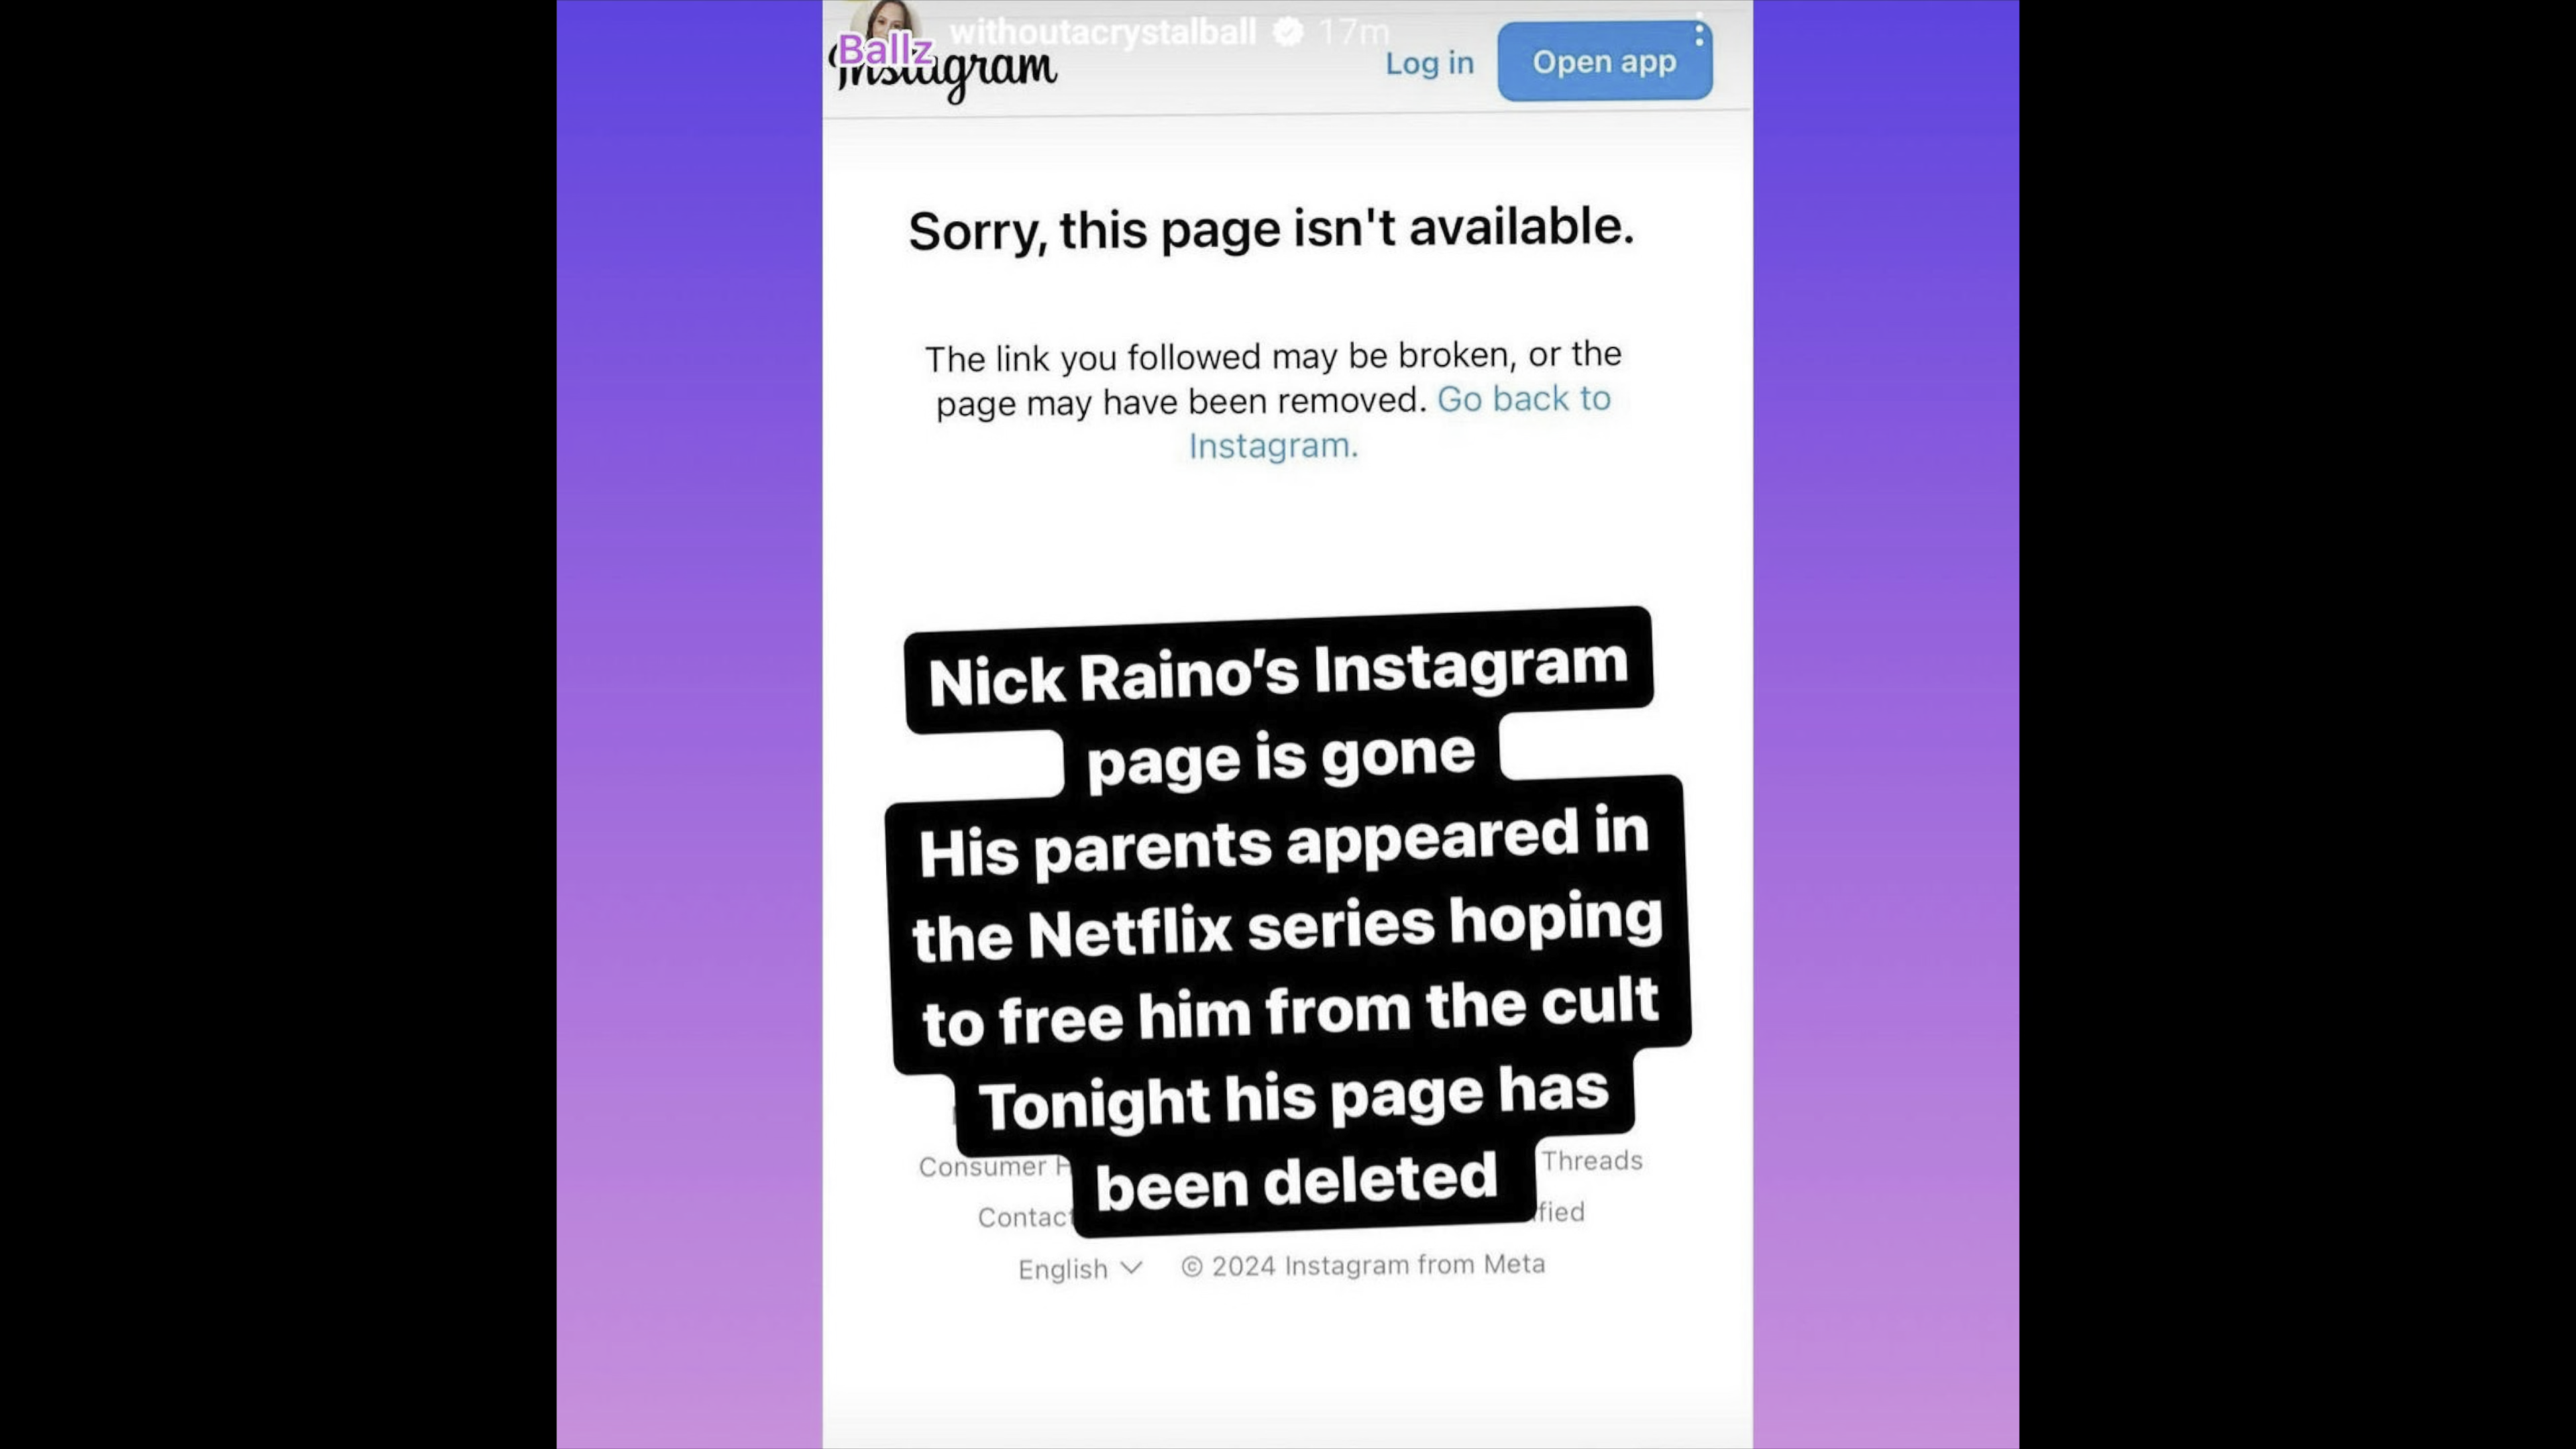 withoutacrystalball 17m
Ballz
Instagram
Log in
Open app
Sorry, this page isn't available.
The link you followed may be broken, or the
page may have been removed. Go back to
Instagram.
Nick Raino’s Instagram
page is gone
His parents appeared in
the Netflix series hoping
to free him from the cult
Tonight his page has
been deleted
Consumer
Threads
English
© 2024 Instagram from Meta